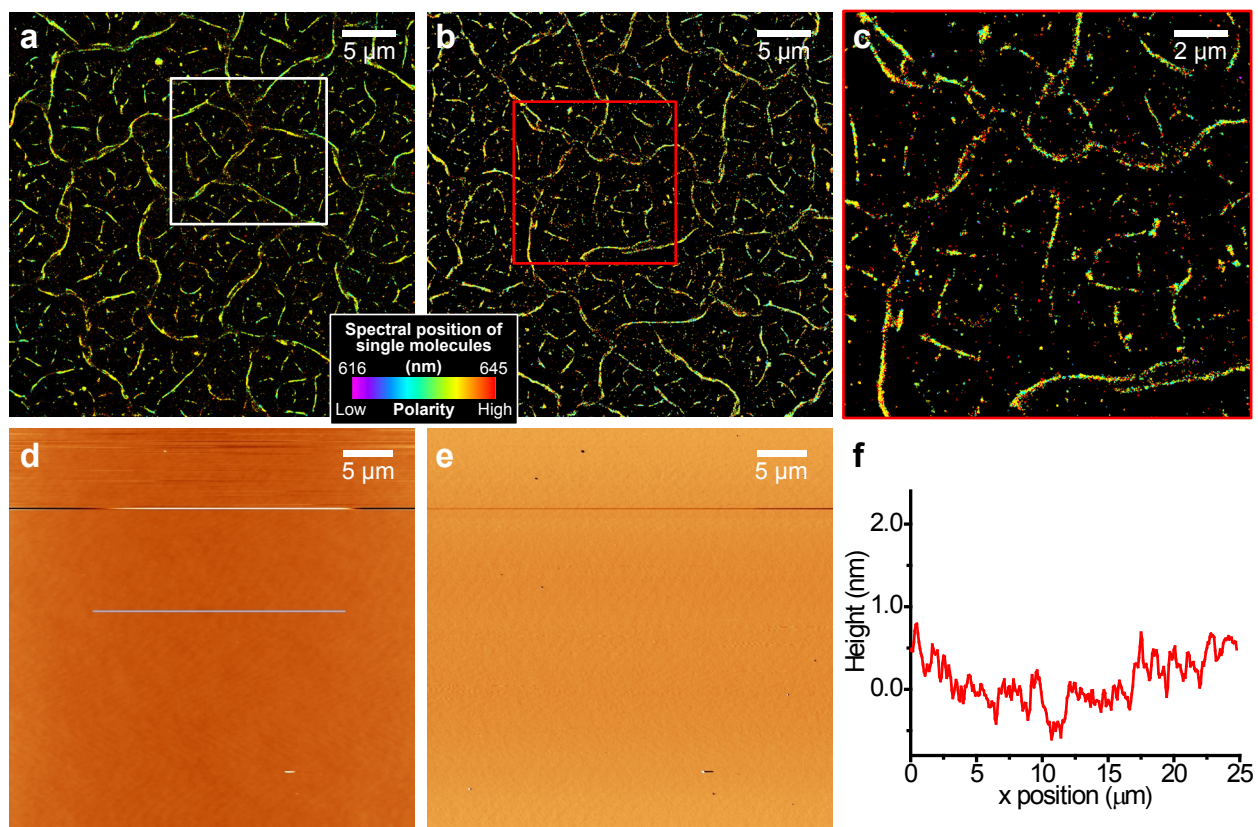 a
5 µm
b
5 µm
c
2 µm
Spectral position of
single molecules
616 (nm) 645
Low Polarity High
d
5 µm
e
5 µm
f
2.0
1.0
0.0
Height (nm)
0 5 10 15 20 25
x position (µm)